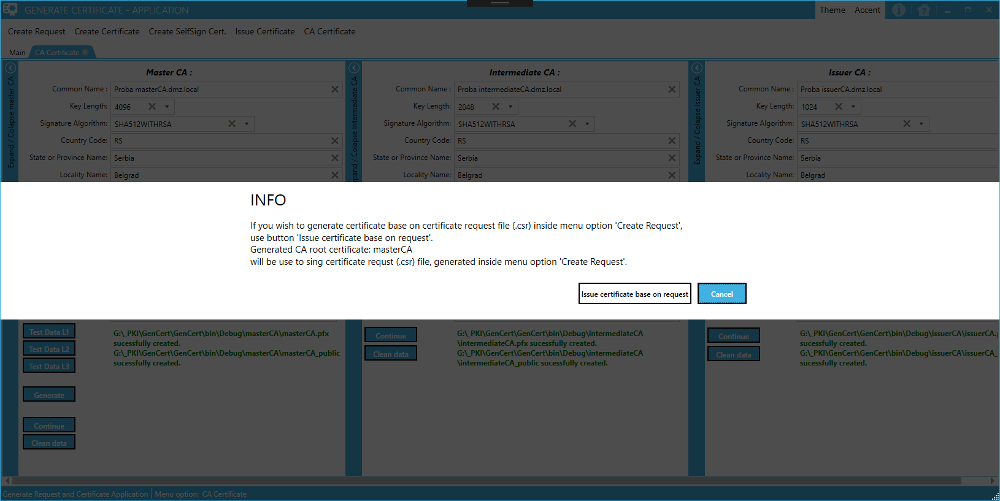 GENERATE CERTIFICATE - APPLICATION
Theme Accent
Create Request Create Certificate Create SelfSign Cert. Issue Certificate CA Certificate
Main CA Certificate
Expand / Colapse master CA
Master CA :
Common Name : Proba masterCA.dmz.local
Key Length: 4096
Signature Algorithm: SHA512WITHRSA
Country Code: RS
State or Province Name: Serbia
Locality Name: Belgrad
Expand / Colapse Intermediate CA
Intermediate CA :
Common Name : Proba intermediateCA.dmz.local
Key Length: 2048
Signature Algorithm: SHA512WITHRSA
Country Code: RS
State or Province Name: Serbia
Locality Name: Belgrad
Expand / Colapse Issuer CA
Issuer CA :
Common Name : Proba issuerCA.dmz.local
Key Length: 1024
Signature Algorithm: SHA512WITHRSA
Country Code: RS
State or Province Name: Serbia
Locality Name: Belgrad
INFO
If you wish to generate certificate base on certificate request file (.csr) inside menu option 'Create Request',
use button 'Issue certificate base on request'.
Generated CA root certificate: masterCA
will be use to sing certificate requst (.csr) file, generated inside menu option 'Create Request'.
Issue certificate base on request Cancel
Test Data L1
Test Data L2
Test Data L3
Generate
Continue
Clean data
G:\_PKI\GenCert\GenCert\bin\Debug\masterCA\masterCA.pfx
sucessfully created.
G:\_PKI\GenCert\GenCert\bin\Debug\masterCA\masterCA_public
sucessfully created.
Continue
Clean data
G:\_PKI\GenCert\GenCert\bin\Debug\intermediateCA
\intermediateCA.pfx sucessfully created.
G:\_PKI\GenCert\GenCert\bin\Debug\intermediateCA
\intermediateCA_public sucessfully created.
Continue
Clean data
G:\_PKI\GenCert\GenCert\bin\Debug\issuerCA\issuerCA.p
sucessfully created.
G:\_PKI\GenCert\GenCert\bin\Debug\issuerCA\issuerCA_
sucessfully created.
Generate Request and Certificate Application Menu option: CA Certificate